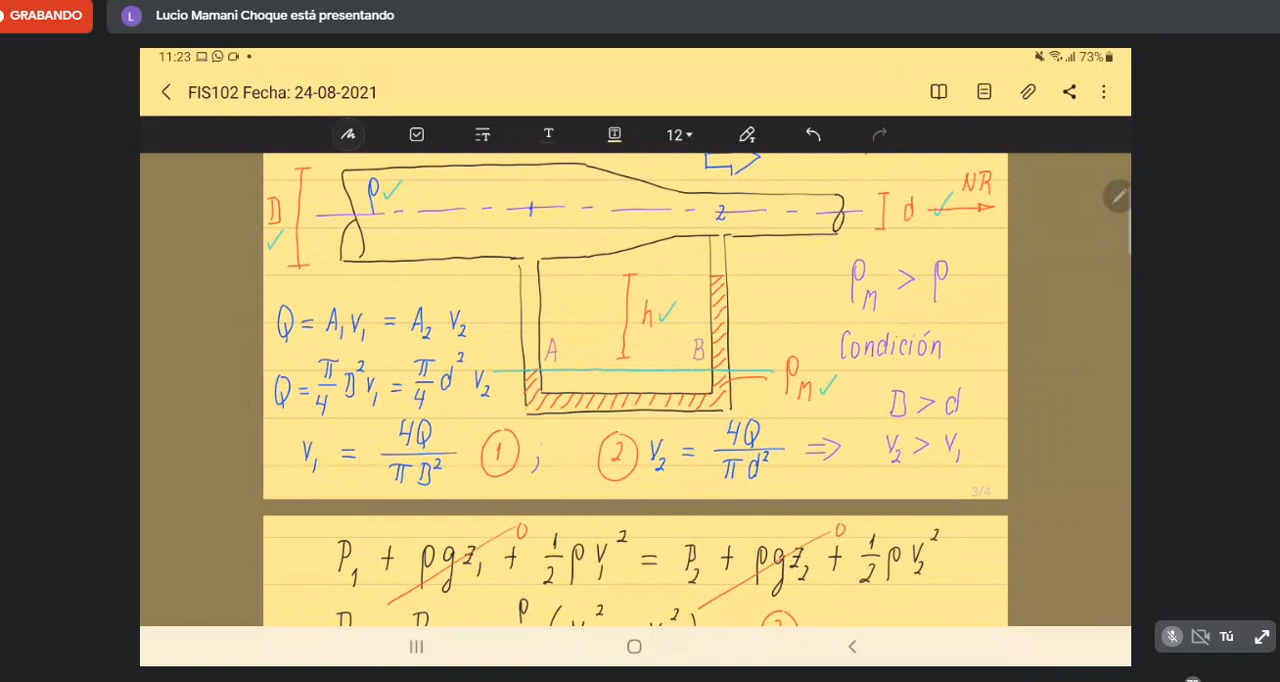 GRABANDO
L Lucio Mamani Choque está presentando
11:23 73%
FIS102 Fecha: 24-08-2021
T T 12
D ρ 1 2 d NR
h
A B
ρM > ρ
Condición
D > d
V2 > V1
ρM
Q = A1 V1 = A2 V2
Q = π/4 D² V1 = π/4 d² V2
V1 = 4Q/πD² ① ; ② V2 = 4Q/πd² ⇒
3/4
P1 + ρgz1 + 1/2 ρV1² = P2 + ρgz2 + 1/2 ρV2²
0 0
Tú